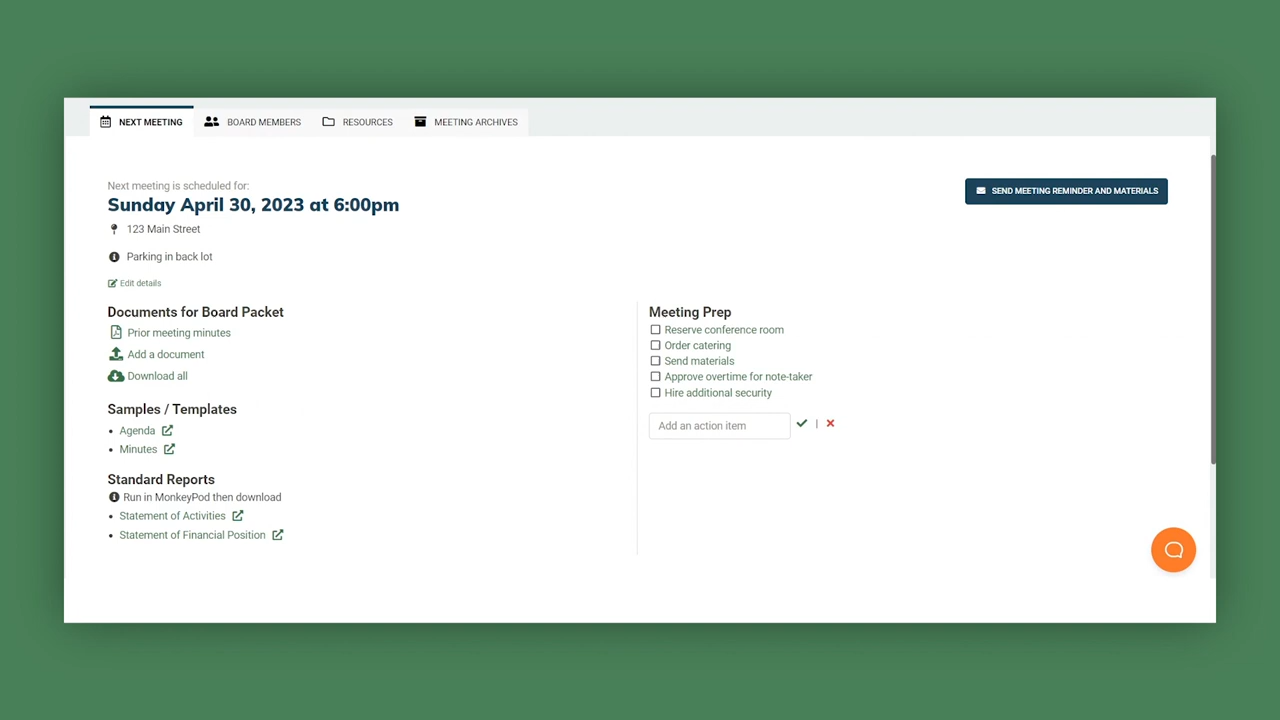 NEXT MEETING
BOARD MEMBERS
RESOURCES
MEETING ARCHIVES
Next meeting is scheduled for:
Sunday April 30, 2023 at 6:00pm
SEND MEETING REMINDER AND MATERIALS
123 Main Street
Parking in back lot
Edit details
Documents for Board Packet
Prior meeting minutes
Add a document
Download all
Samples / Templates
Agenda
Minutes
Standard Reports
Run in MonkeyPod then download
Statement of Activities
Statement of Financial Position
Meeting Prep
Reserve conference room
Order catering
Send materials
Approve overtime for note-taker
Hire additional security
Add an action item
|